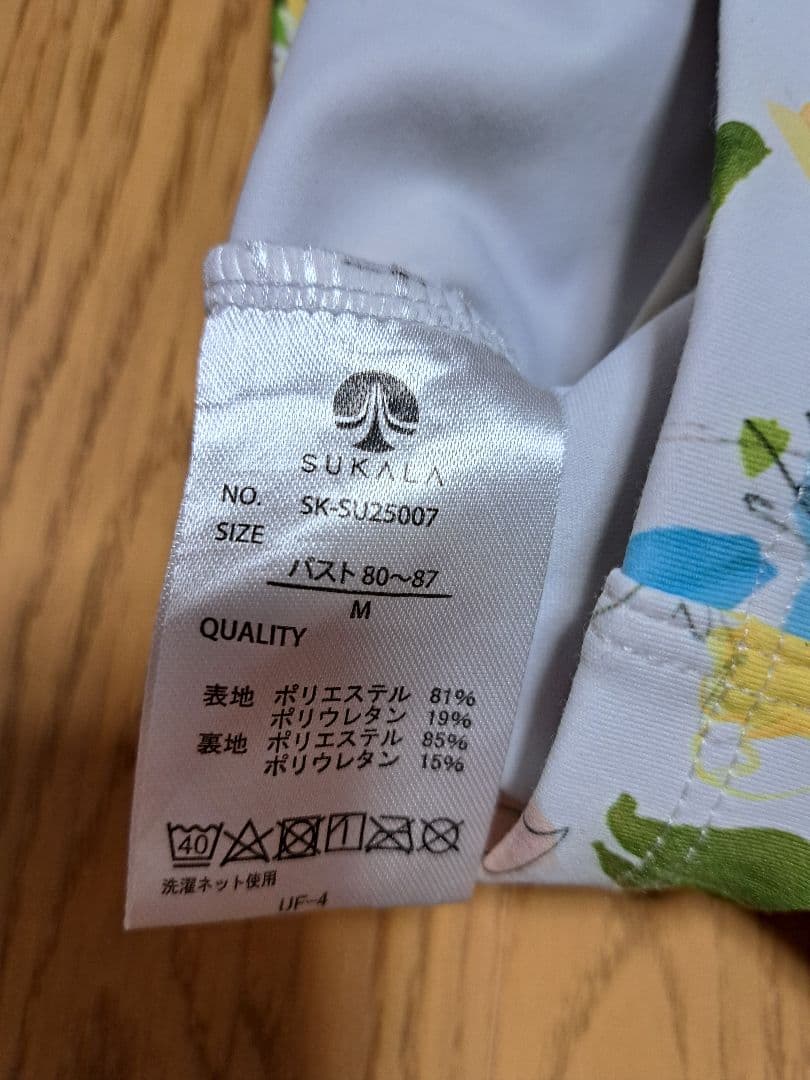 SUKALA
NO. SK-SU25007
SIZE
バスト80～87
M
QUALITY
表地 ポリエステル 81%
ポリウレタン 19%
裏地 ポリエステル 85%
ポリウレタン 15%
40
洗濯ネット使用